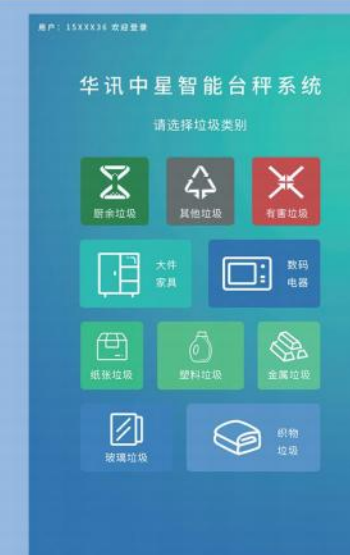 用户: 15XXX36 欢迎登录
华讯中星智能台秤系统
请选择垃圾类别
厨余垃圾
其他垃圾
有害垃圾
大件
家具
数码
电器
纸张垃圾
塑料垃圾
金属垃圾
玻璃垃圾
织物
垃圾